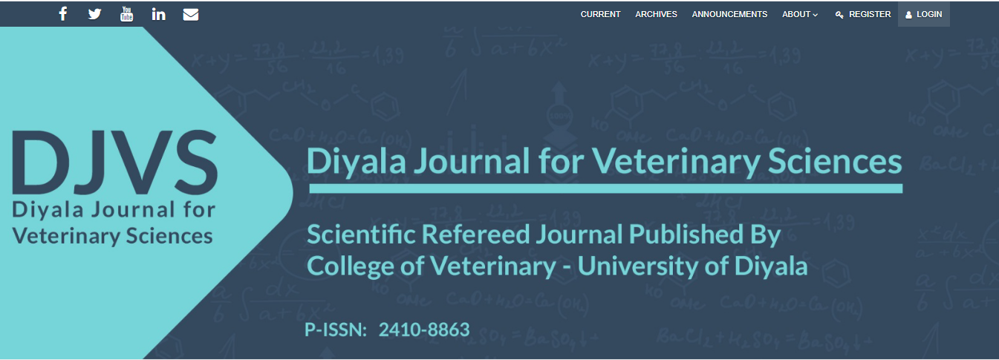 CURRENT ARCHIVES ANNOUNCEMENTS ABOUT REGISTER LOGIN
DJVS
Diyala Journal for
Veterinary Sciences
Diyala Journal for Veterinary Sciences
Scientific Refereed Journal Published By
College of Veterinary - University of Diyala
P-ISSN: 2410-8863